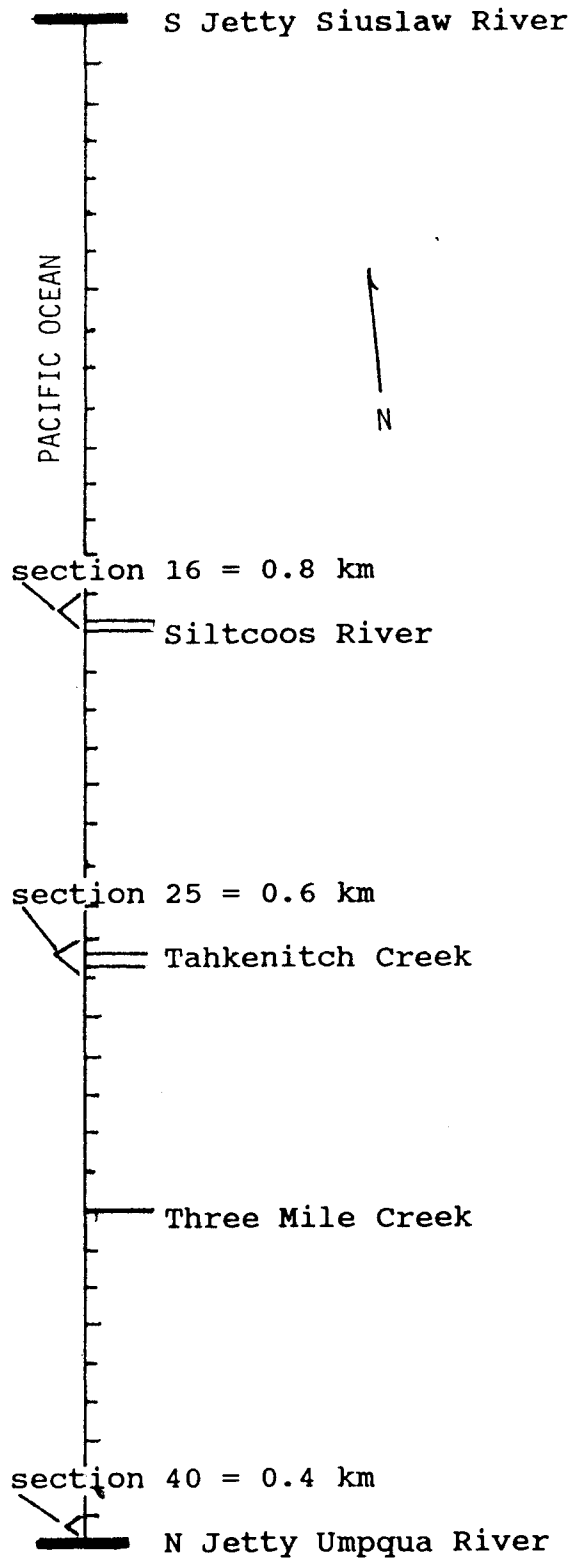 S Jetty Siuslaw River
PACIFIC OCEAN
N
section 16 = 0.8 km
Siltcoos River
section 25 = 0.6 km
Tahkenitch Creek
Three Mile Creek
section 40 = 0.4 km
N Jetty Umpqua River